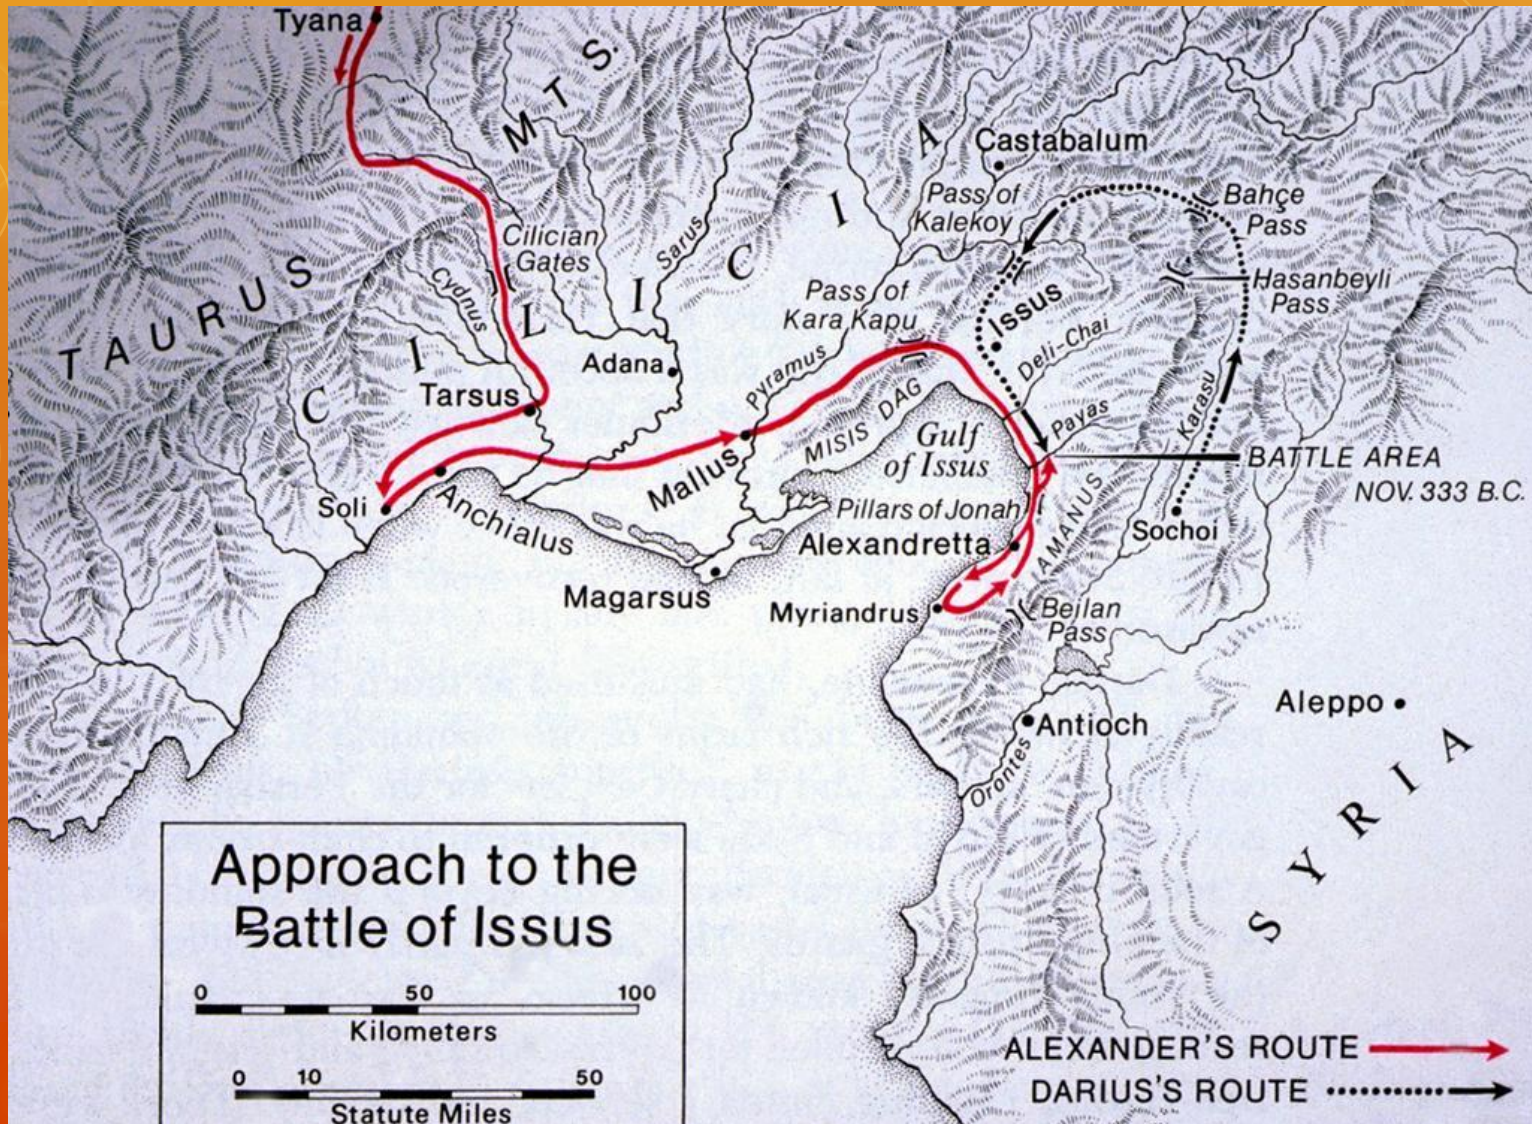 Tyana
MTS.
TAURUS
CILICIA
Castabalum
Pass of
Kalekoy
Bahçe
Pass
Cilician
Gates
Sarus
Cydnus
Hasanbeyli
Pass
Pass of
Kara Kapu
Issus
Deli-Chai
Adana
Pyramus
Tarsus
MISIS DAG
Karasu
Payas
Gulf
of Issus
BATTLE AREA
NOV. 333 B.C.
Mallus
Soli
Anchialus
Pillars of Jonah
AMANUS
Sochoi
Alexandretta
Magarsus
Myriandrus
Beilan
Pass
Aleppo
Antioch
Orontes
SYRIA
Approach to the
Battle of Issus
0 50 100
Kilometers
0 10 50
Statute Miles
ALEXANDER'S ROUTE
DARIUS'S ROUTE